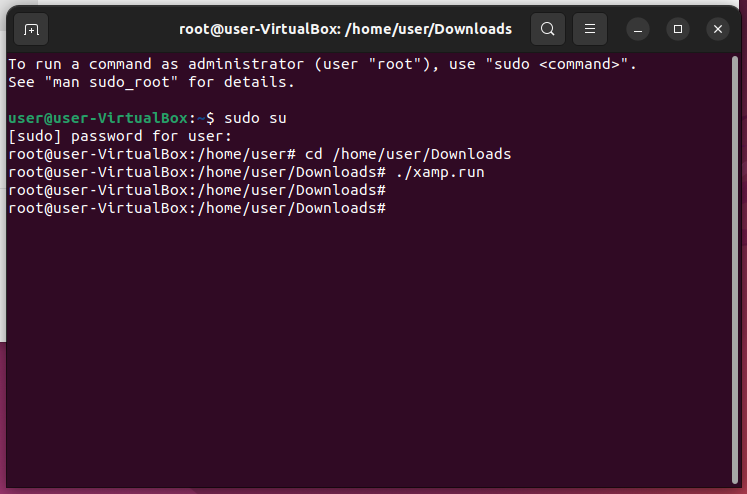 root@user-VirtualBox: /home/user/Downloads
To run a command as administrator (user "root"), use "sudo <command>".
See "man sudo_root" for details.
user@user-VirtualBox:~$ sudo su
[sudo] password for user:
root@user-VirtualBox:/home/user# cd /home/user/Downloads
root@user-VirtualBox:/home/user/Downloads# ./xamp.run
root@user-VirtualBox:/home/user/Downloads#
root@user-VirtualBox:/home/user/Downloads#